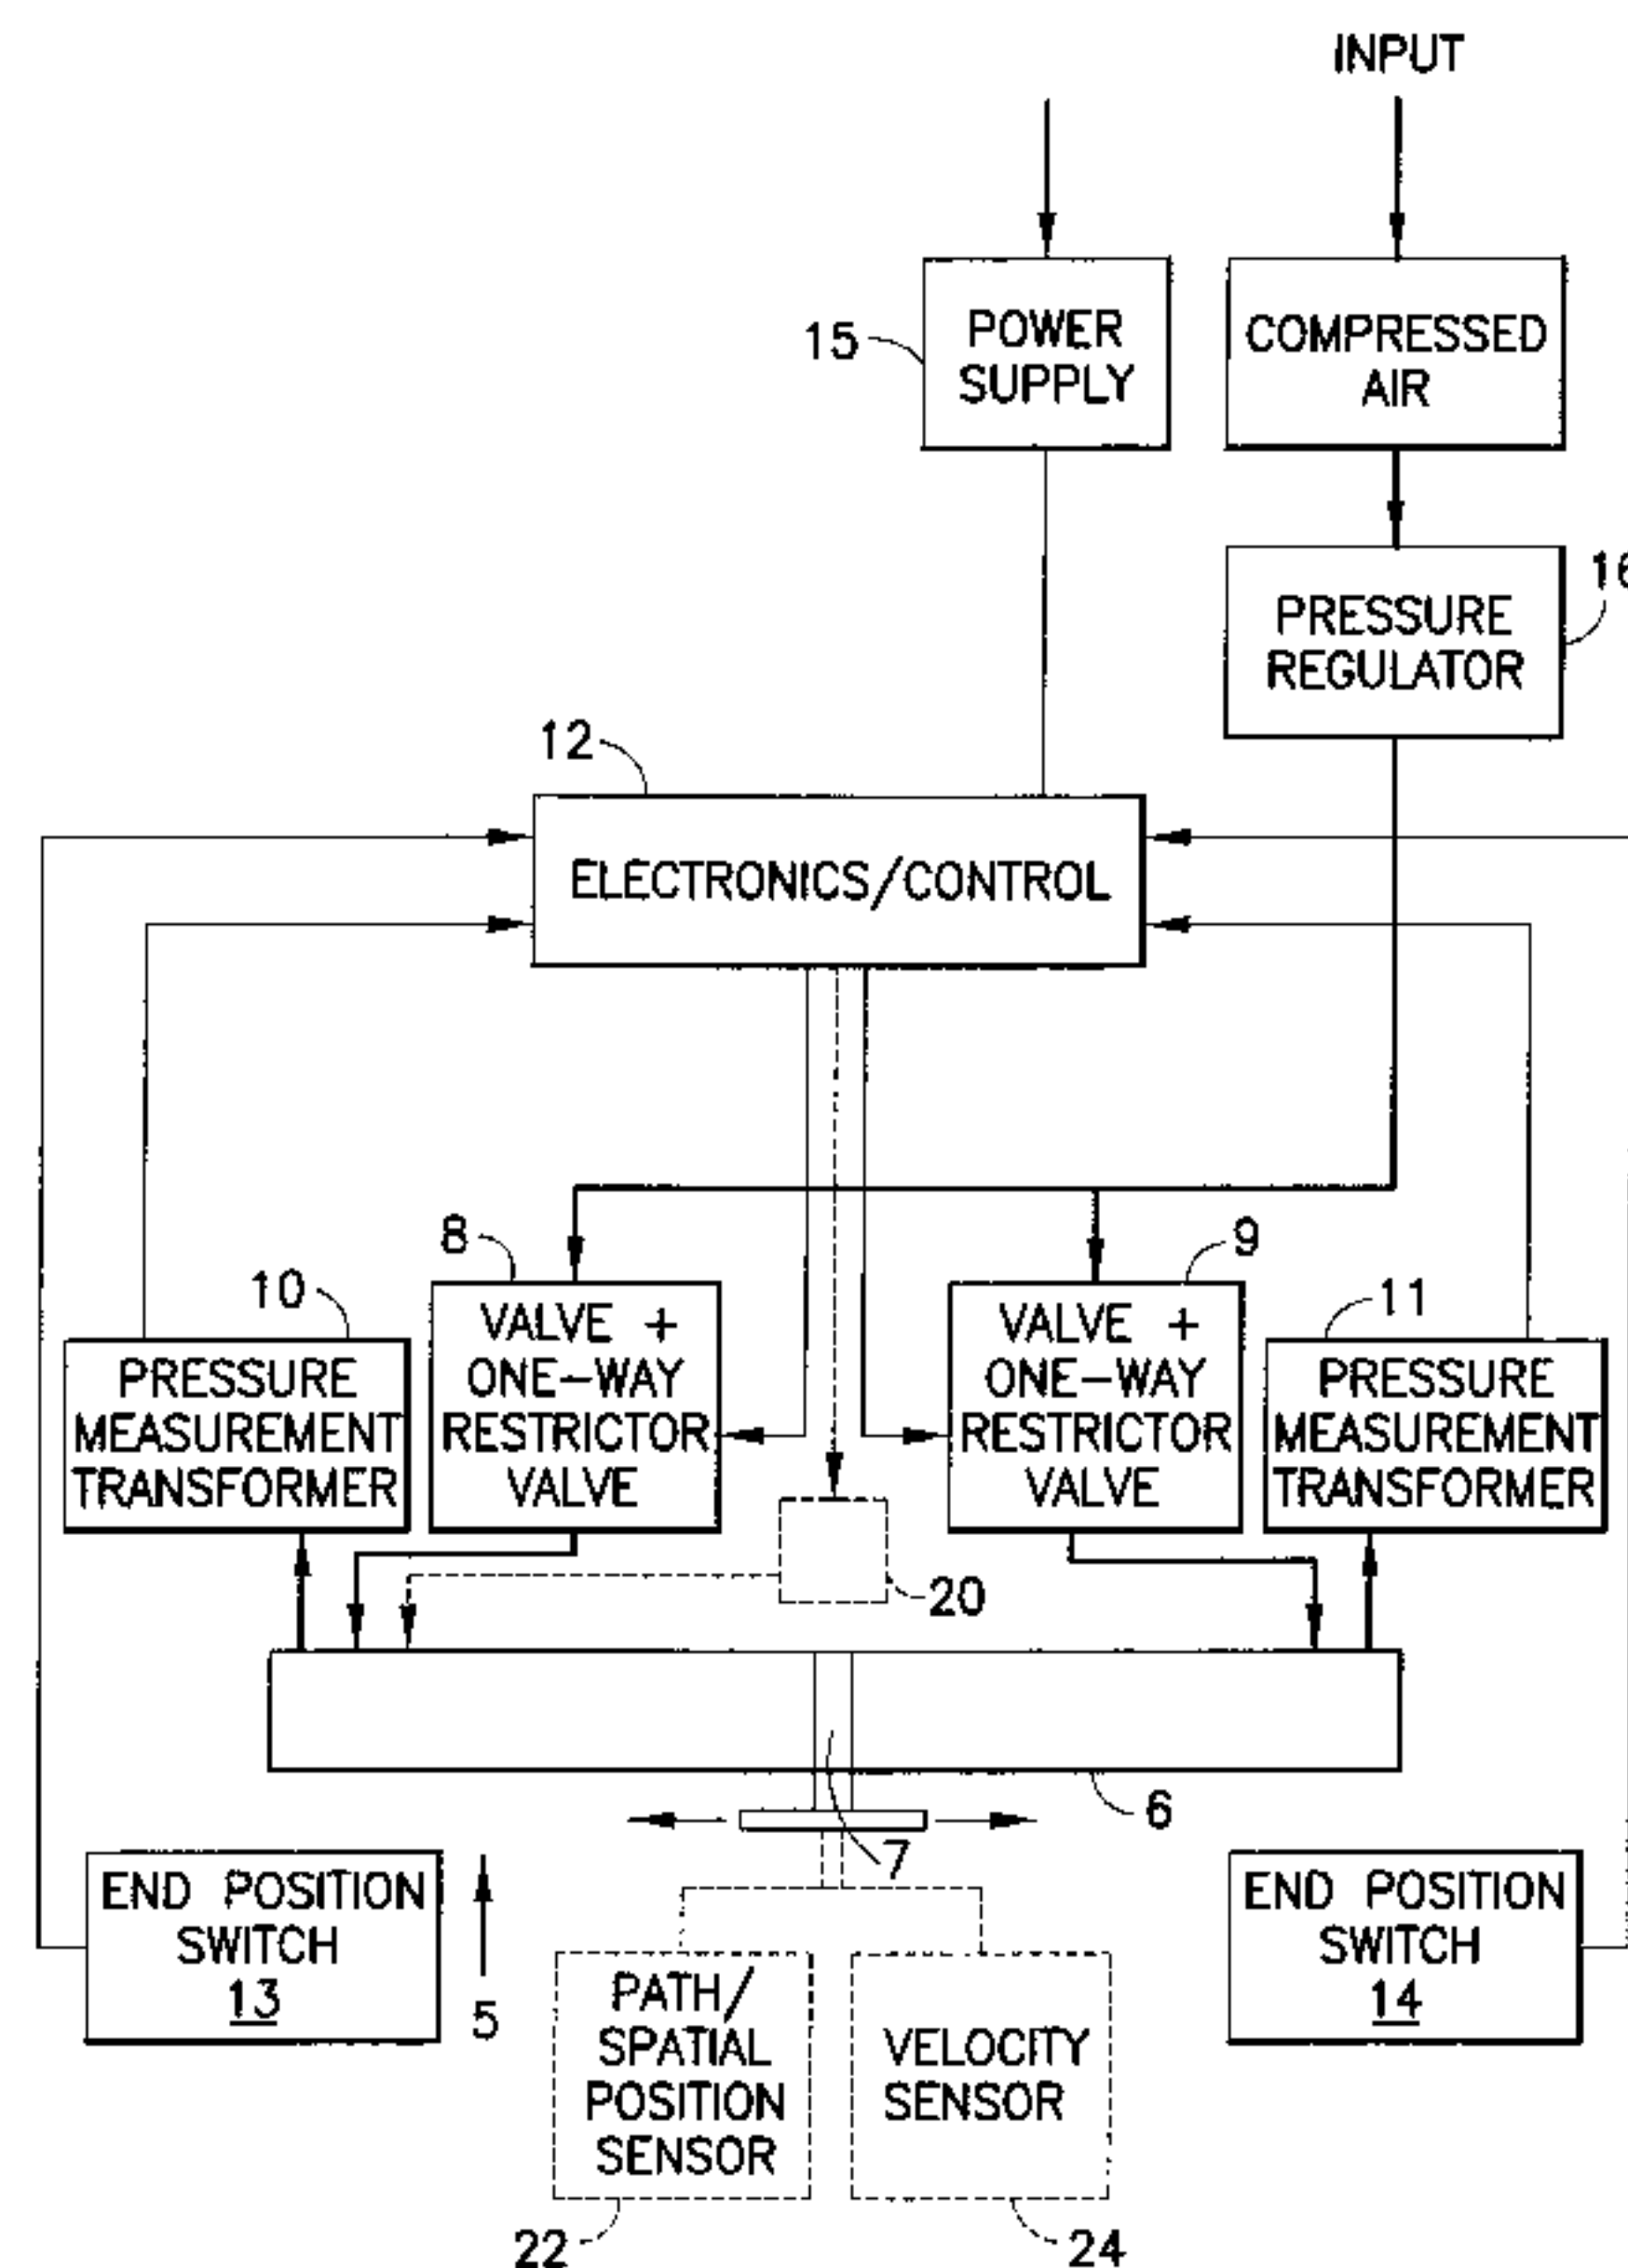 INPUT
15
POWER
SUPPLY
COMPRESSED
AIR
16
PRESSURE
REGULATOR
12
ELECTRONICS/CONTROL
8
9
10
11
VALVE +
ONE-WAY
RESTRICTOR
VALVE
VALVE +
ONE-WAY
RESTRICTOR
VALVE
PRESSURE
MEASUREMENT
TRANSFORMER
PRESSURE
MEASUREMENT
TRANSFORMER
20
6
7
END POSITION
SWITCH
13
5
END POSITION
SWITCH
14
PATH/
SPATIAL
POSITION
SENSOR
VELOCITY
SENSOR
22
24